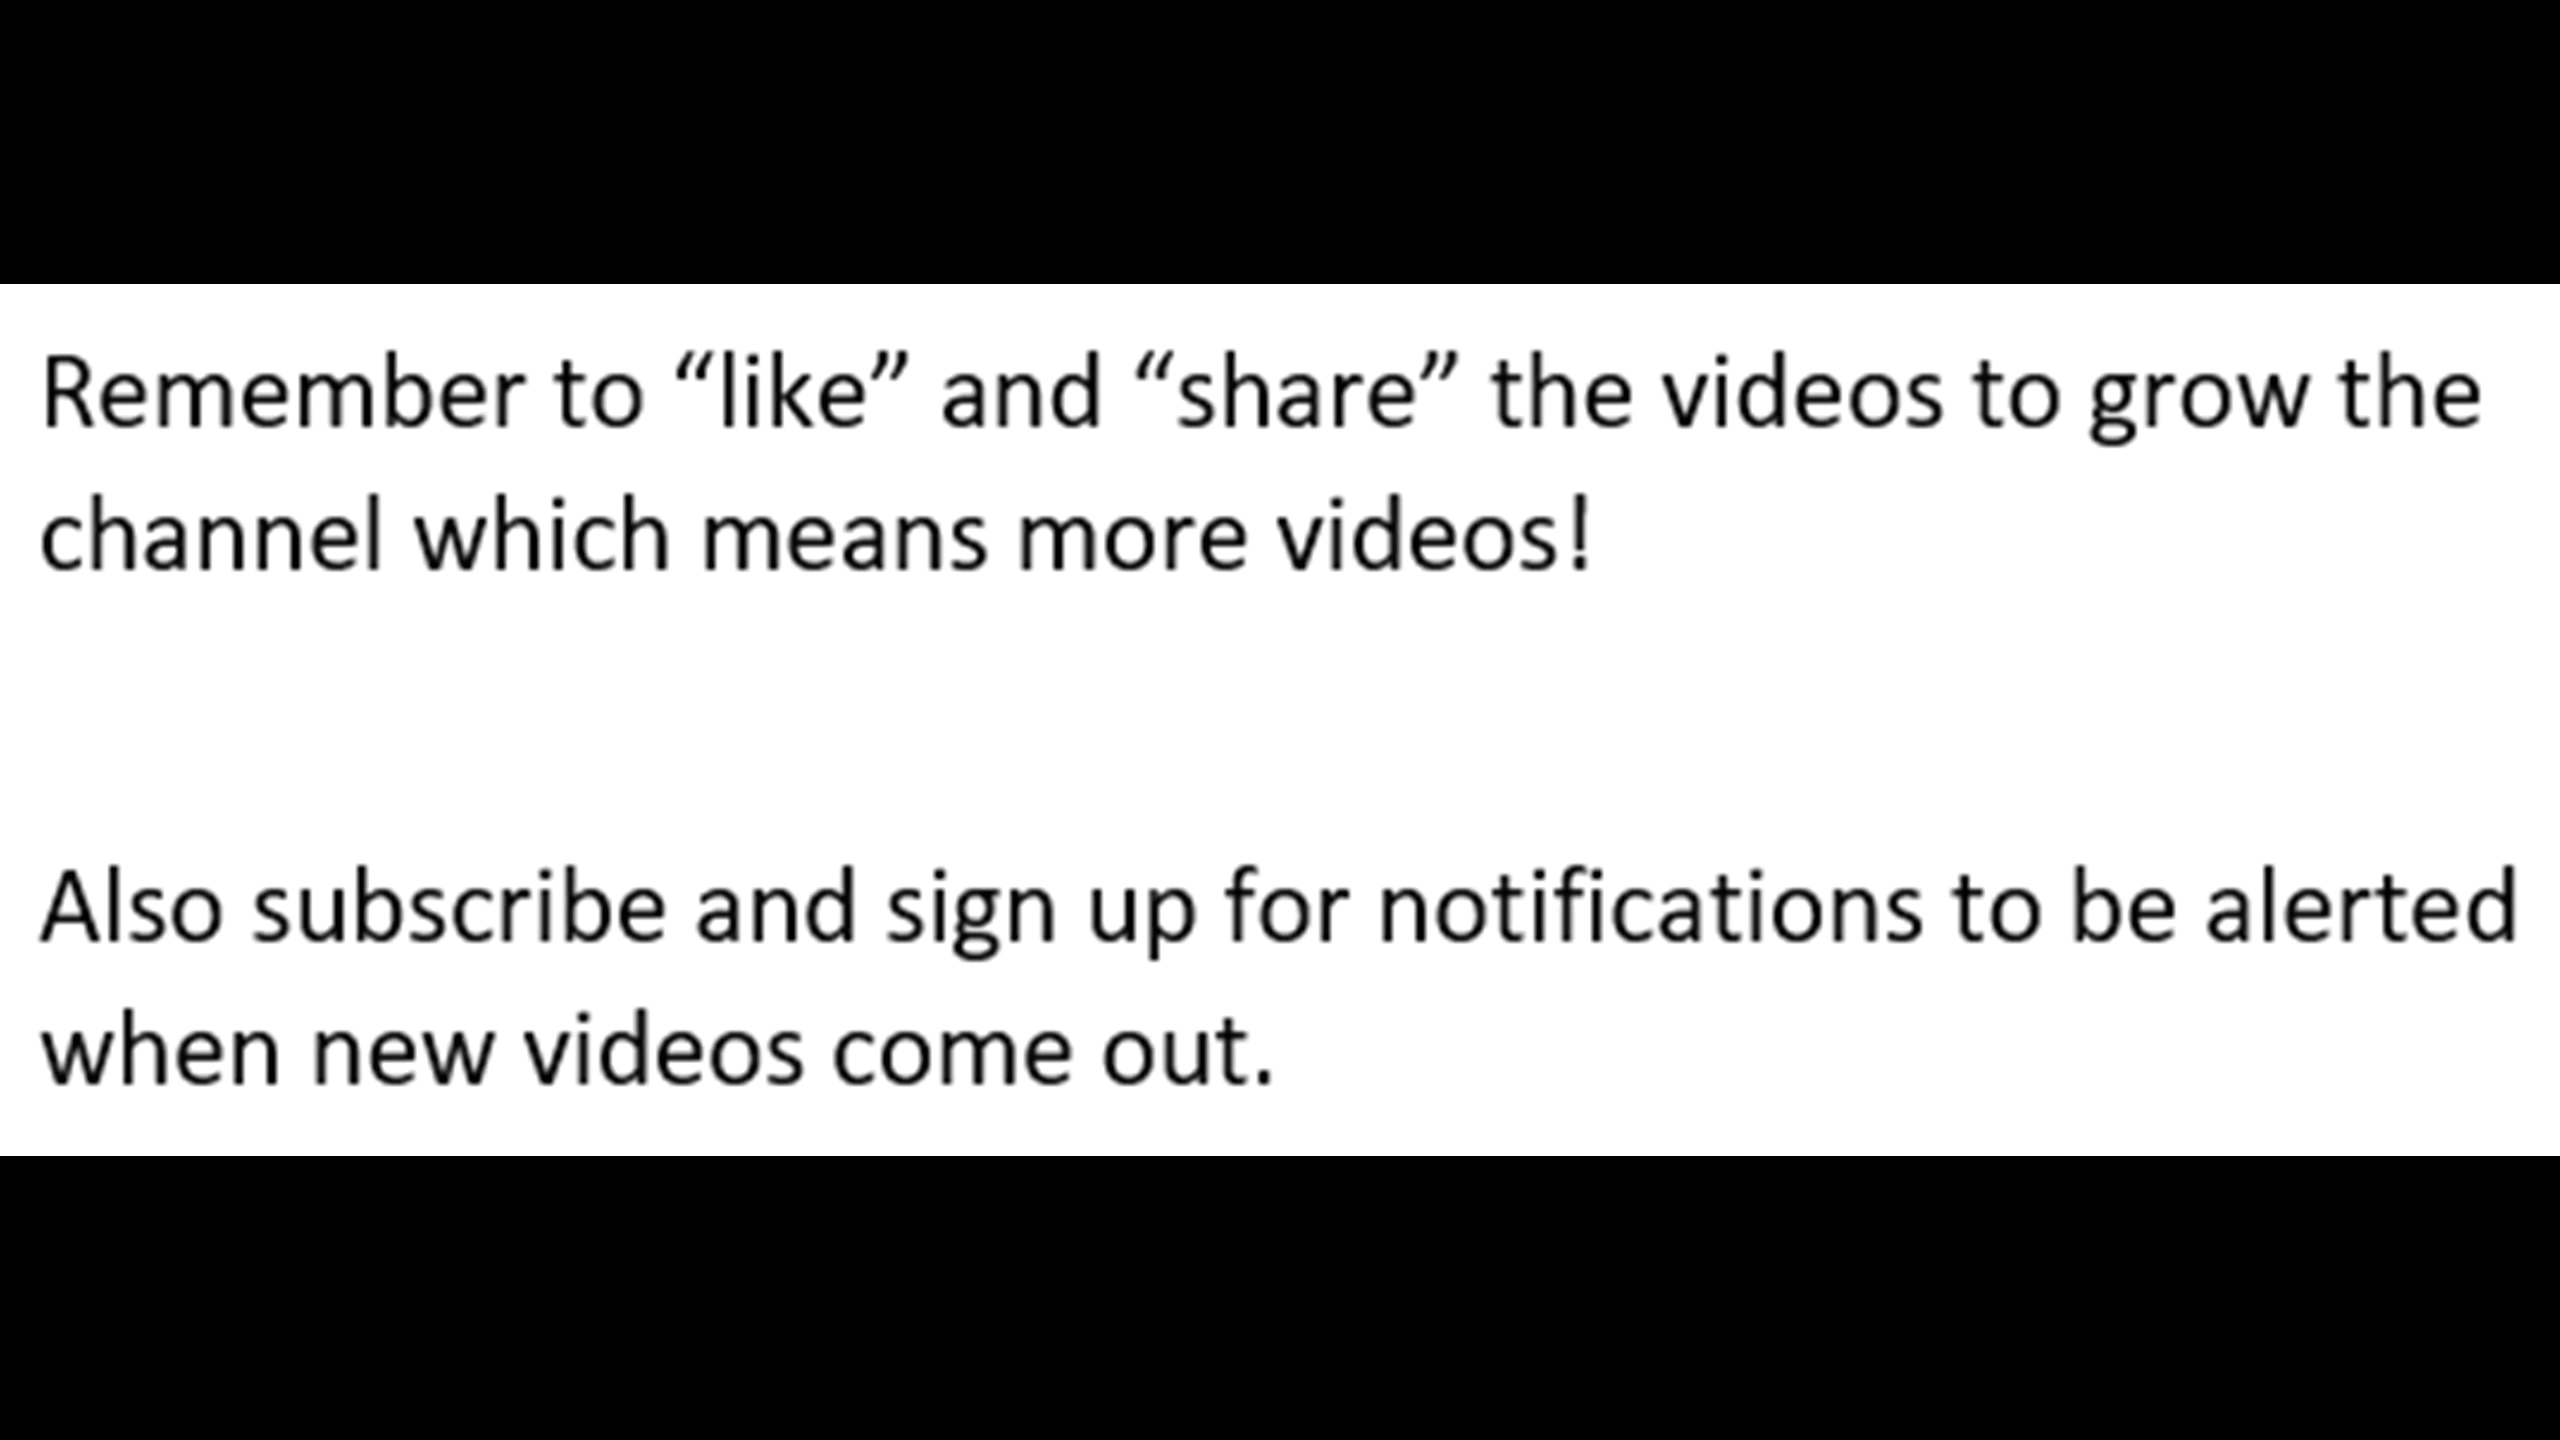 Remember to “like” and “share” the videos to grow the
channel which means more videos!
Also subscribe and sign up for notifications to be alerted
when new videos come out.